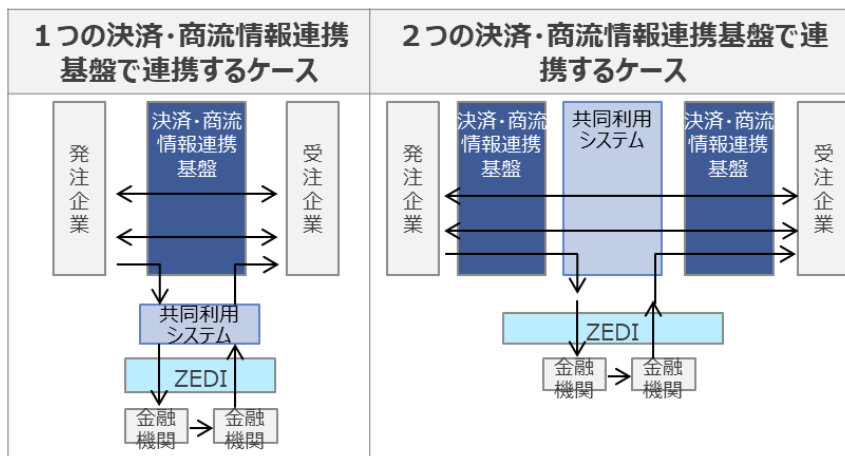 1つの決済・商流情報連携
基盤で連携するケース
2つの決済・商流情報連携基盤で連
携するケース
発注企業
決済・商流
情報連携
基盤
受注企業
共同利用
システム
ZEDI
金融
機関
金融
機関
発注企業
決済・商流
情報連携
基盤
共同利用
システム
決済・商流
情報連携
基盤
受注企業
ZEDI
金融
機関
金融
機関